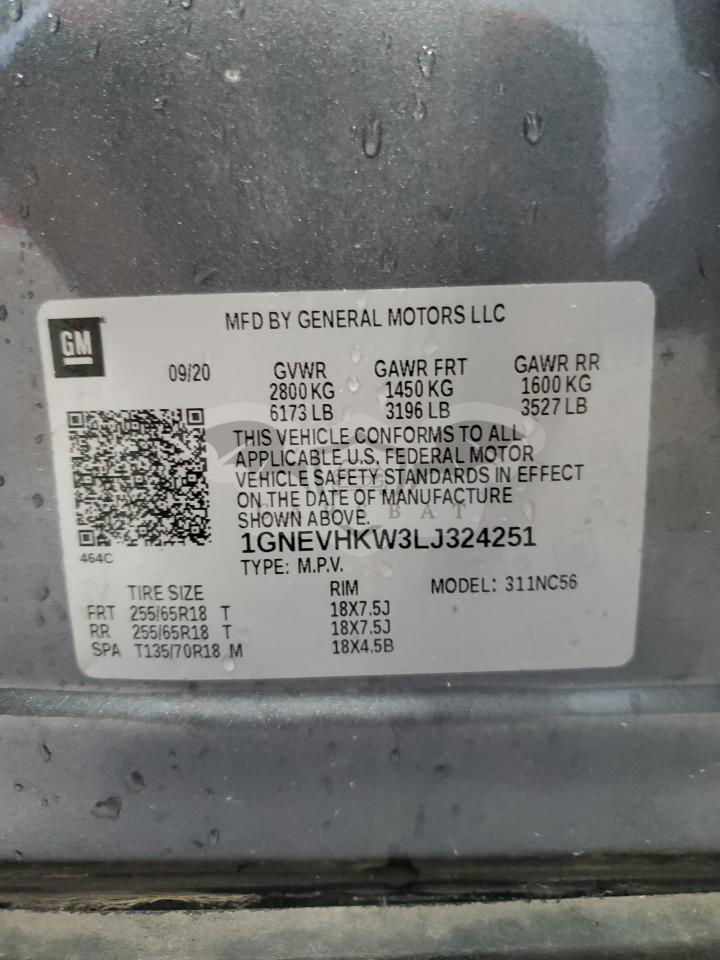 MFD BY GENERAL MOTORS LLC
GM
09/20 GVWR GAWR FRT GAWR RR
2800 KG 1450 KG 1600 KG
6173 LB 3196 LB 3527 LB
THIS VEHICLE CONFORMS TO ALL
APPLICABLE U.S. FEDERAL MOTOR
VEHICLE SAFETY STANDARDS IN EFFECT
ON THE DATE OF MANUFACTURE
SHOWN ABOVE.
464C
1GNEVHKW3LJ324251
TYPE: M.P.V.
TIRE SIZE RIM MODEL: 311NC56
FRT 255/65R18 T 18X7.5J
RR 255/65R18 T 18X7.5J
SPA T135/70R18 M 18X4.5B